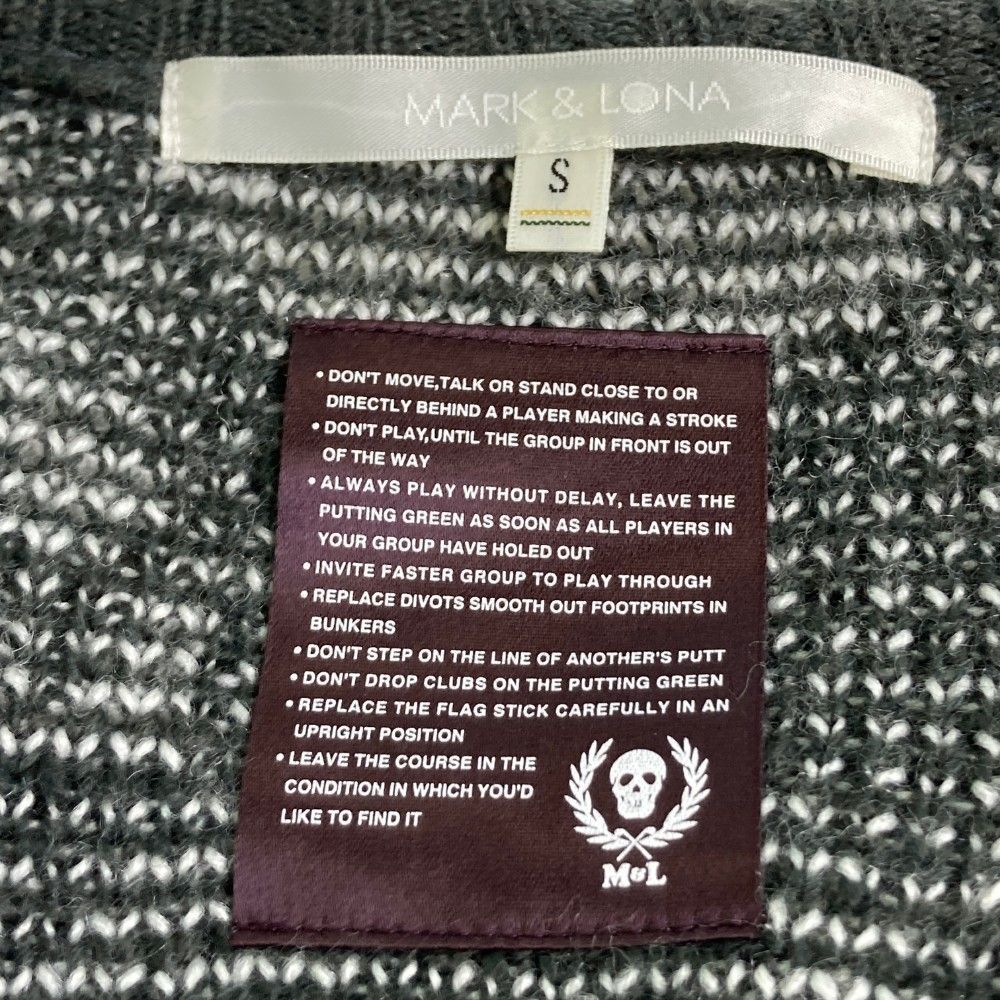 MARK & LONA
S
• DON'T MOVE,TALK OR STAND CLOSE TO OR
DIRECTLY BEHIND A PLAYER MAKING A STROKE
• DON'T PLAY,UNTIL THE GROUP IN FRONT IS OUT
OF THE WAY
• ALWAYS PLAY WITHOUT DELAY, LEAVE THE
PUTTING GREEN AS SOON AS ALL PLAYERS IN
YOUR GROUP HAVE HOLED OUT
• INVITE FASTER GROUP TO PLAY THROUGH
• REPLACE DIVOTS SMOOTH OUT FOOTPRINTS IN
BUNKERS
• DON'T STEP ON THE LINE OF ANOTHER'S PUTT
• DON'T DROP CLUBS ON THE PUTTING GREEN
• REPLACE THE FLAG STICK CAREFULLY IN AN
UPRIGHT POSITION
• LEAVE THE COURSE IN THE
CONDITION IN WHICH YOU'D
LIKE TO FIND IT
M&L